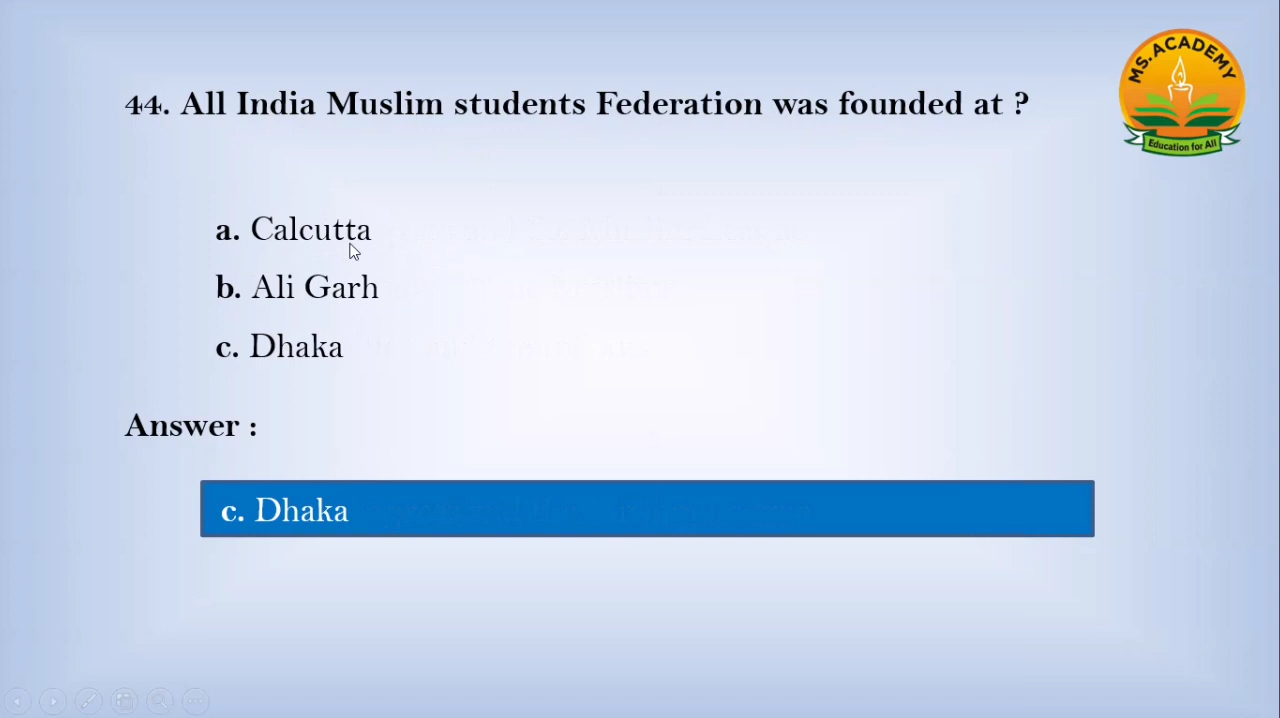 MS. ACADEMY
Education for All
44. All India Muslim students Federation was founded at ?
a. Calcutta
b. Ali Garh
c. Dhaka
Answer :
c. Dhaka